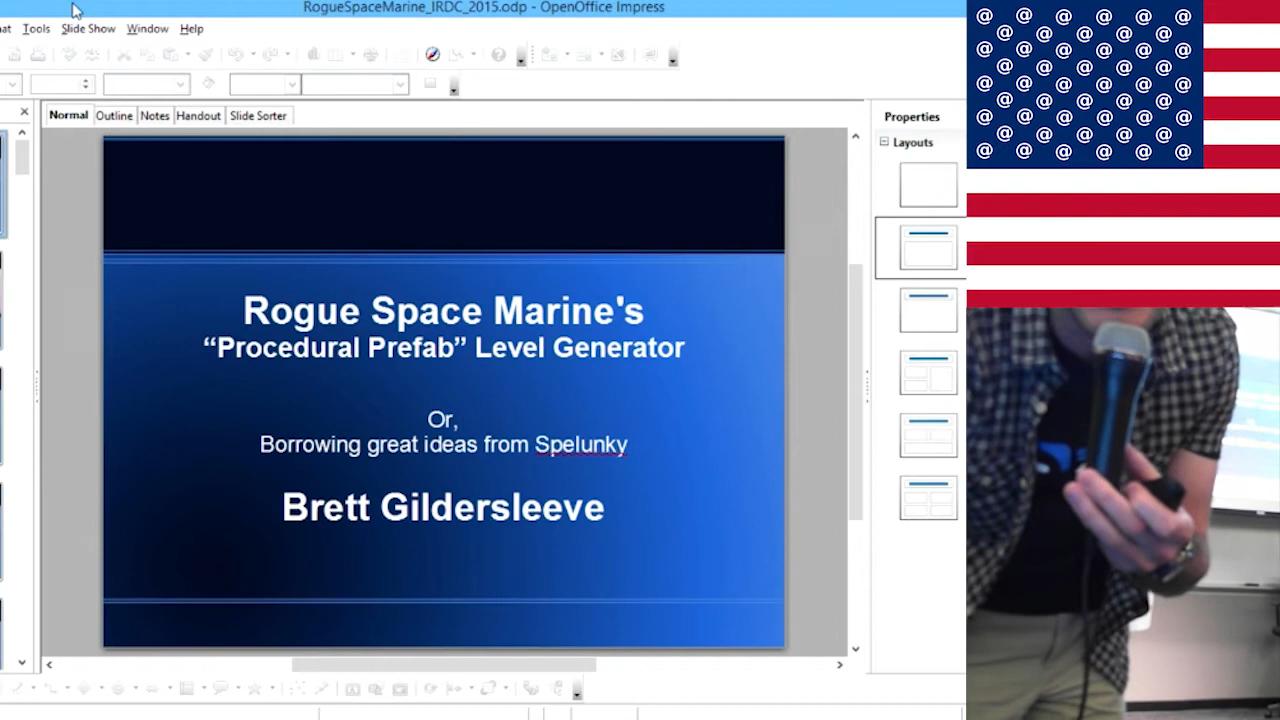 RogueSpaceMarine_IRDC_2015.odp - OpenOffice Impress
at Tools Slide Show Window Help
Normal Outline Notes Handout Slide Sorter
Properties
Layouts
Rogue Space Marine's
“Procedural Prefab” Level Generator
Or,
Borrowing great ideas from Spelunky
Brett Gildersleeve
@ @ @ @ @ @
@ @ @ @ @
@ @ @ @ @ @
@ @ @ @ @
@ @ @ @ @ @
@ @ @ @ @
@ @ @ @ @ @
@ @ @ @ @
@ @ @ @ @ @